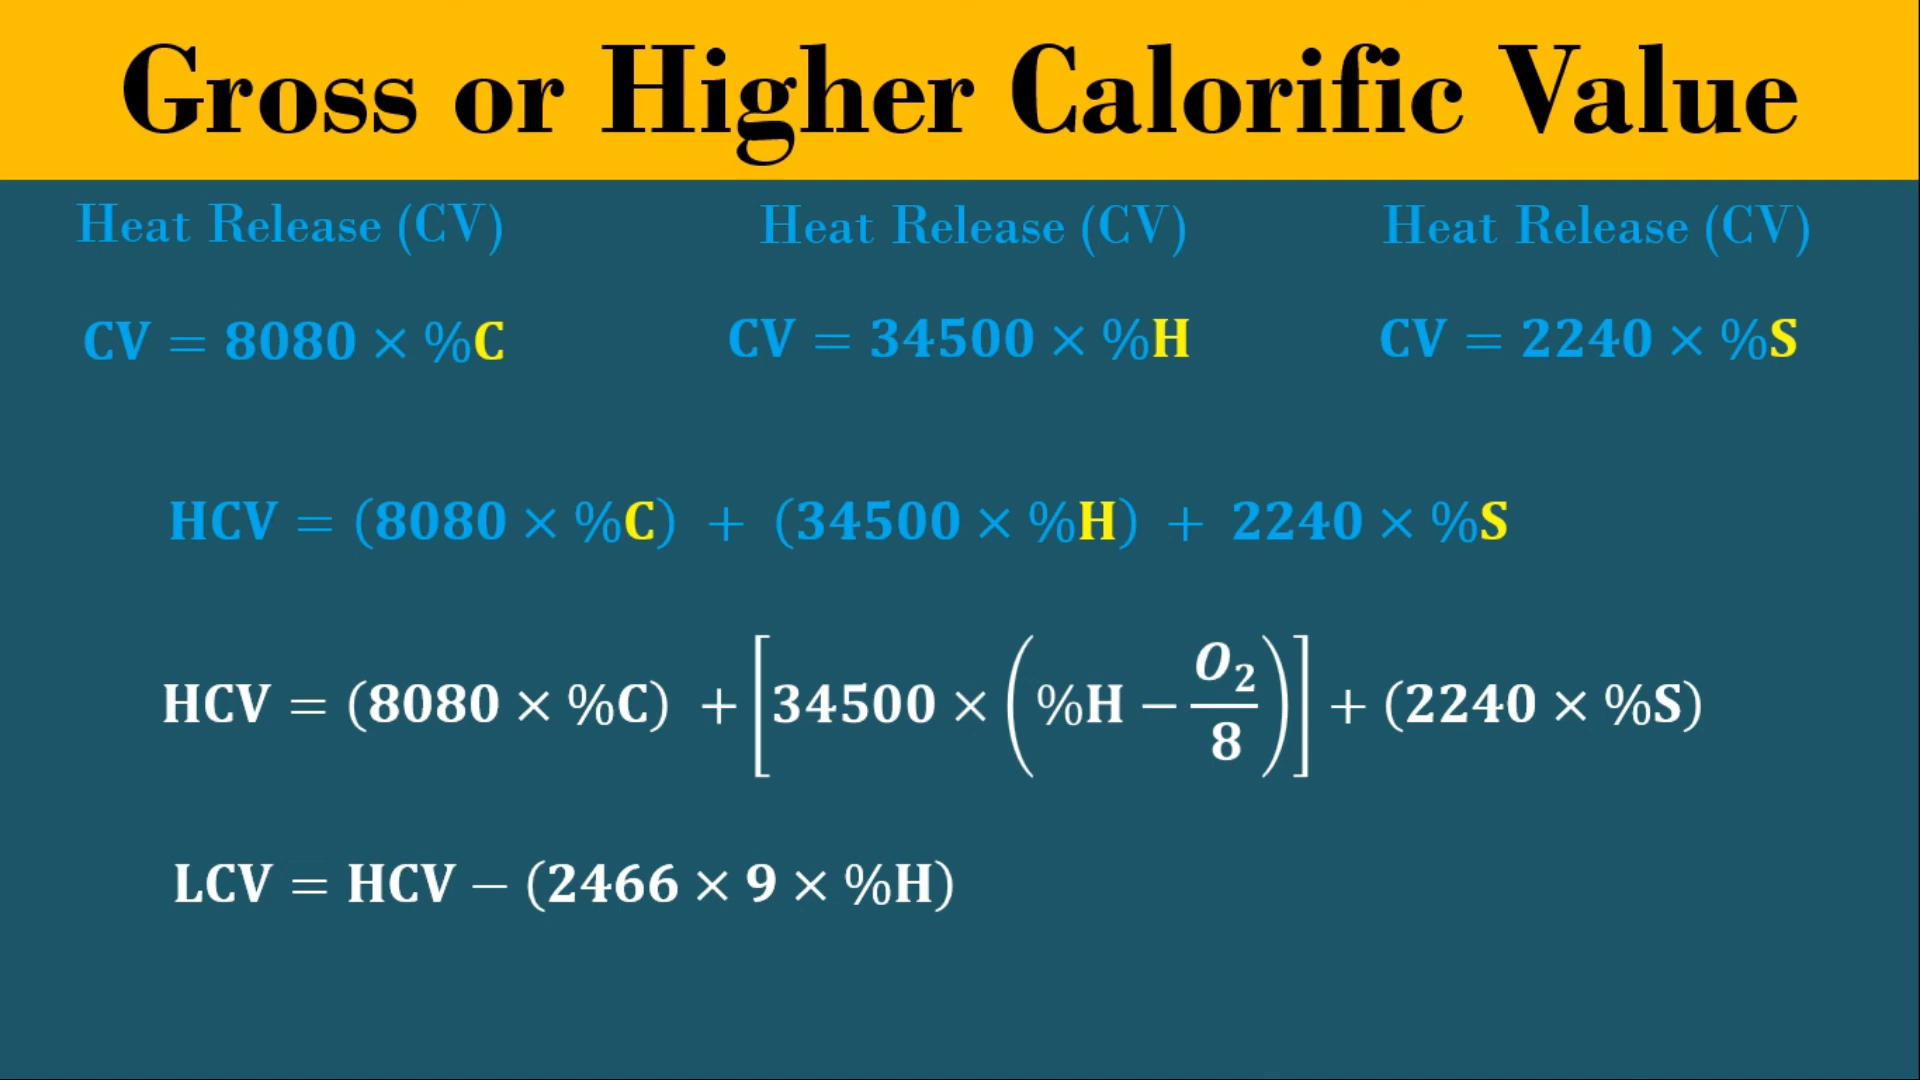 Gross or Higher Calorific Value
Heat Release (CV) Heat Release (CV) Heat Release (CV)
CV = 8080 × %C CV = 34500 × %H CV = 2240 × %S
HCV = (8080 × %C) + (34500 × %H) + 2240 × %S
HCV = (8080 × %C) + [34500 × (%H − O₂/8)] + (2240 × %S)
LCV = HCV − (2466 × 9 × %H)